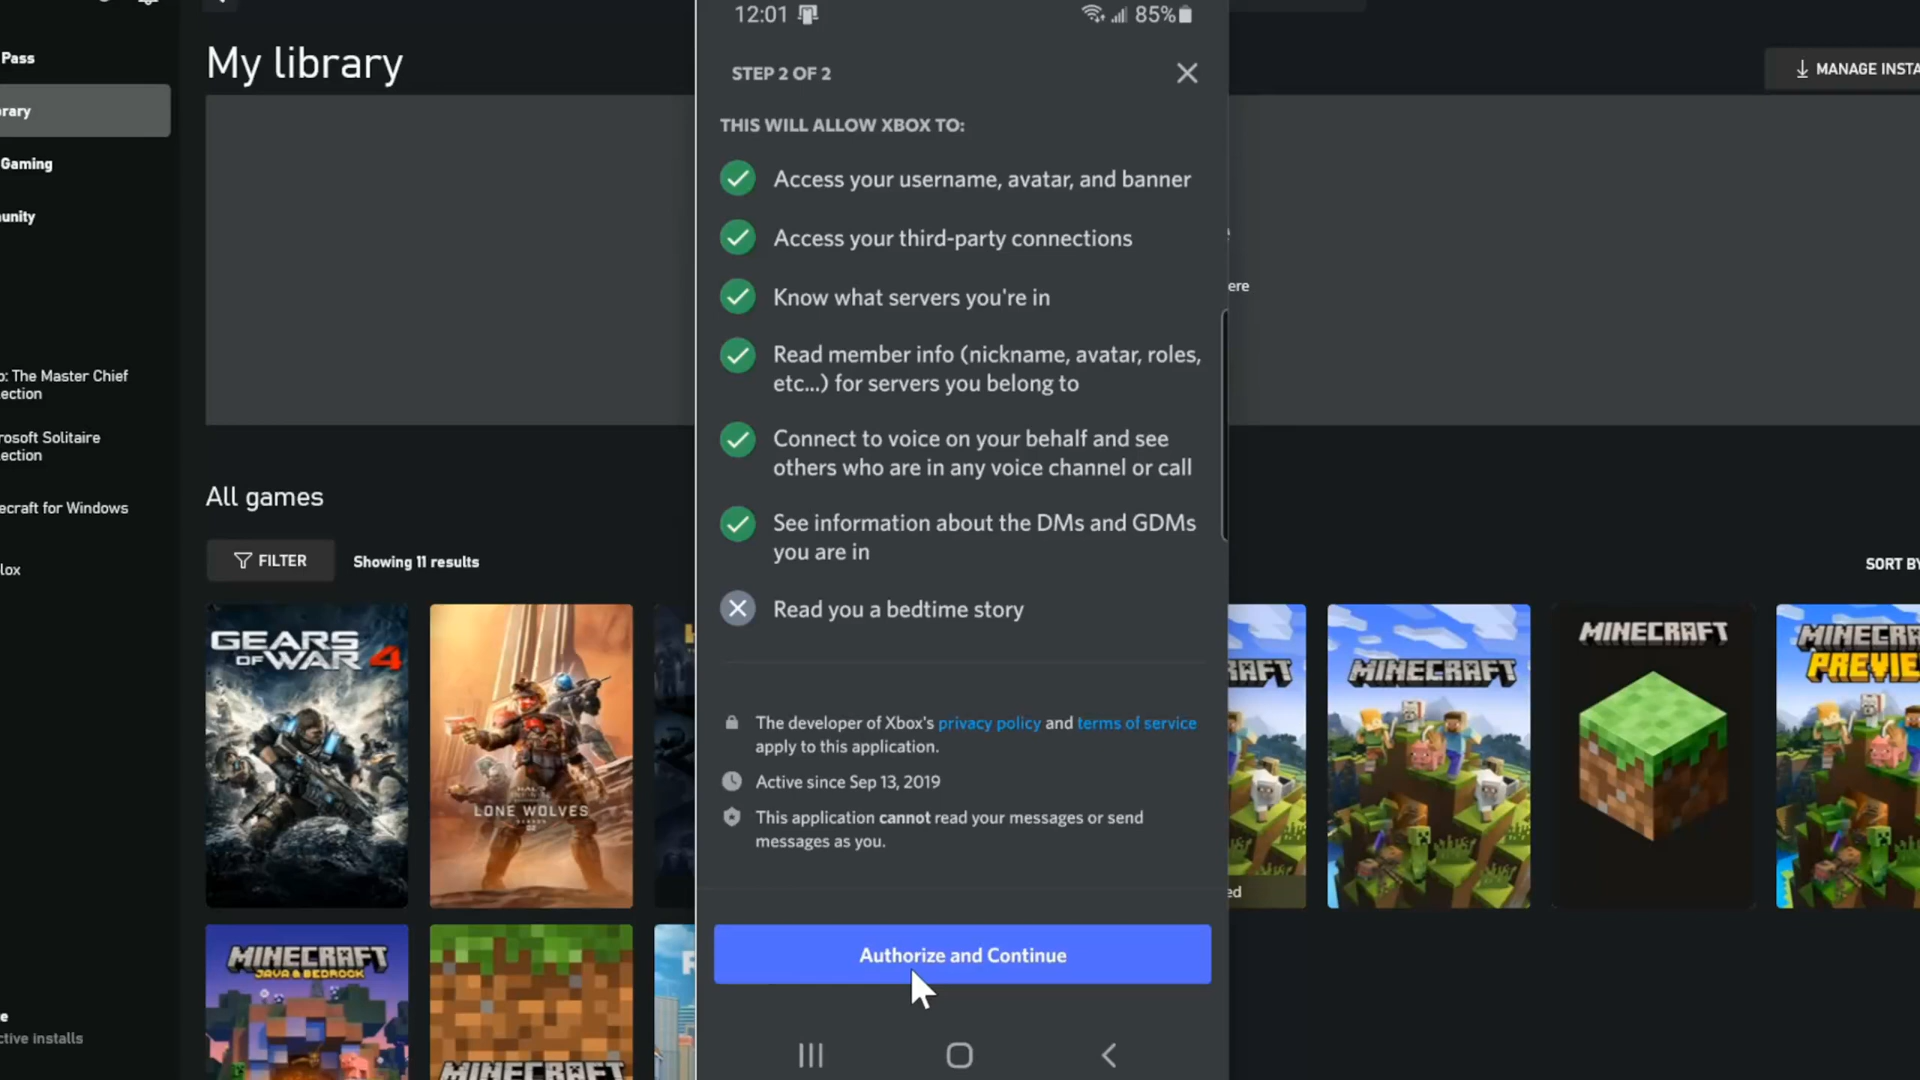 Pass
rary
Gaming
unity
o: The Master Chief
ection
rosoft Solitaire
ection
ecraft for Windows
lox
e
ctive installs
My library
MANAGE INSTA
ere
All games
FILTER
Showing 11 results
SORT BY
GEARS
OF WAR 4
HALO
INFINITE
LONE WOLVES
SEASON
02
MINECRAFT
JAVA & BEDROCK
MINECRAFT
RAFT
ed
MINECRAFT
MINECRAFT
MINECRA
PREVIE
12:01
85%
STEP 2 OF 2
THIS WILL ALLOW XBOX TO:
Access your username, avatar, and banner
Access your third-party connections
Know what servers you're in
Read member info (nickname, avatar, roles,
etc...) for servers you belong to
Connect to voice on your behalf and see
others who are in any voice channel or call
See information about the DMs and GDMs
you are in
Read you a bedtime story
The developer of Xbox's privacy policy and terms of service
apply to this application.
Active since Sep 13, 2019
This application cannot read your messages or send
messages as you.
Authorize and Continue